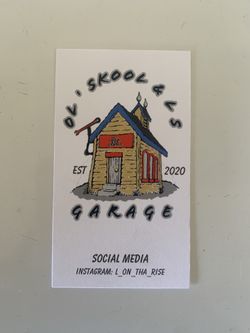 OL' SKOOL & LS
EST 2020
GARAGE
SOCIAL MEDIA
INSTAGRAM: L_ON_THA_RISE